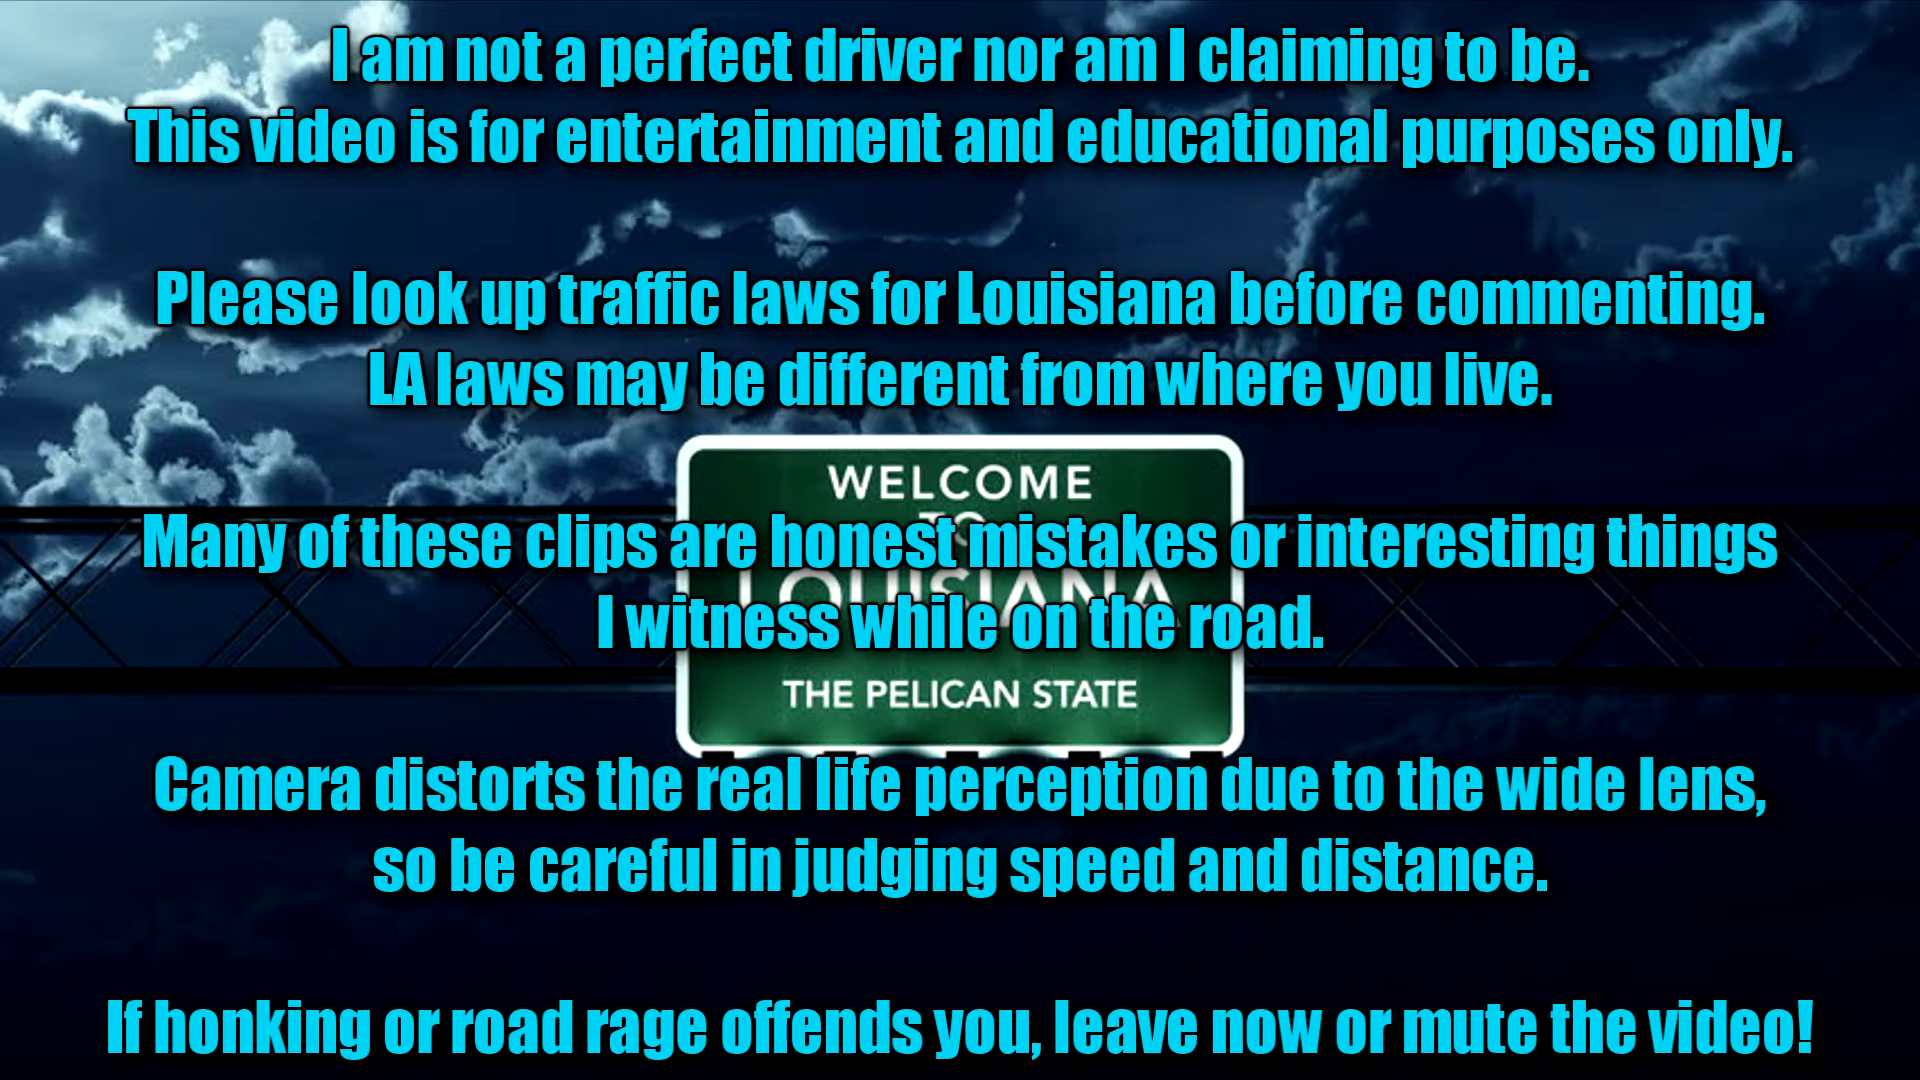 I am not a perfect driver nor am I claiming to be.
This video is for entertainment and educational purposes only.
Please look up traffic laws for Louisiana before commenting.
LA laws may be different from where you live.
WELCOME
TO
Many of these clips are honest mistakes or interesting things
LOUISIANA
I witness while on the road.
THE PELICAN STATE
Camera distorts the real life perception due to the wide lens,
so be careful in judging speed and distance.
If honking or road rage offends you, leave now or mute the video!